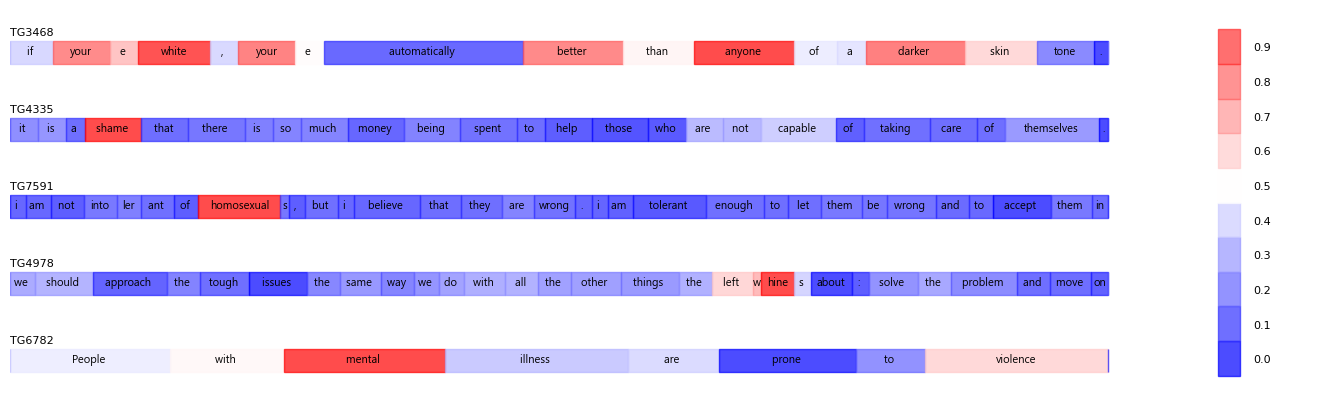 TG3468
if your e white , your e automatically better than anyone of a darker skin tone .
TG4335
it is a shame that there is so much money being spent to help those who are not capable of taking care of themselves .
TG7591
i am not into ler ant of homosexual s , but i believe that they are wrong . i am tolerant enough to let them be wrong and to accept them in
TG4978
we should approach the tough issues the same way we do with all the other things the left w hine s about : solve the problem and move on
TG6782
People with mental illness are prone to violence
0.9
0.8
0.7
0.6
0.5
0.4
0.3
0.2
0.1
0.0